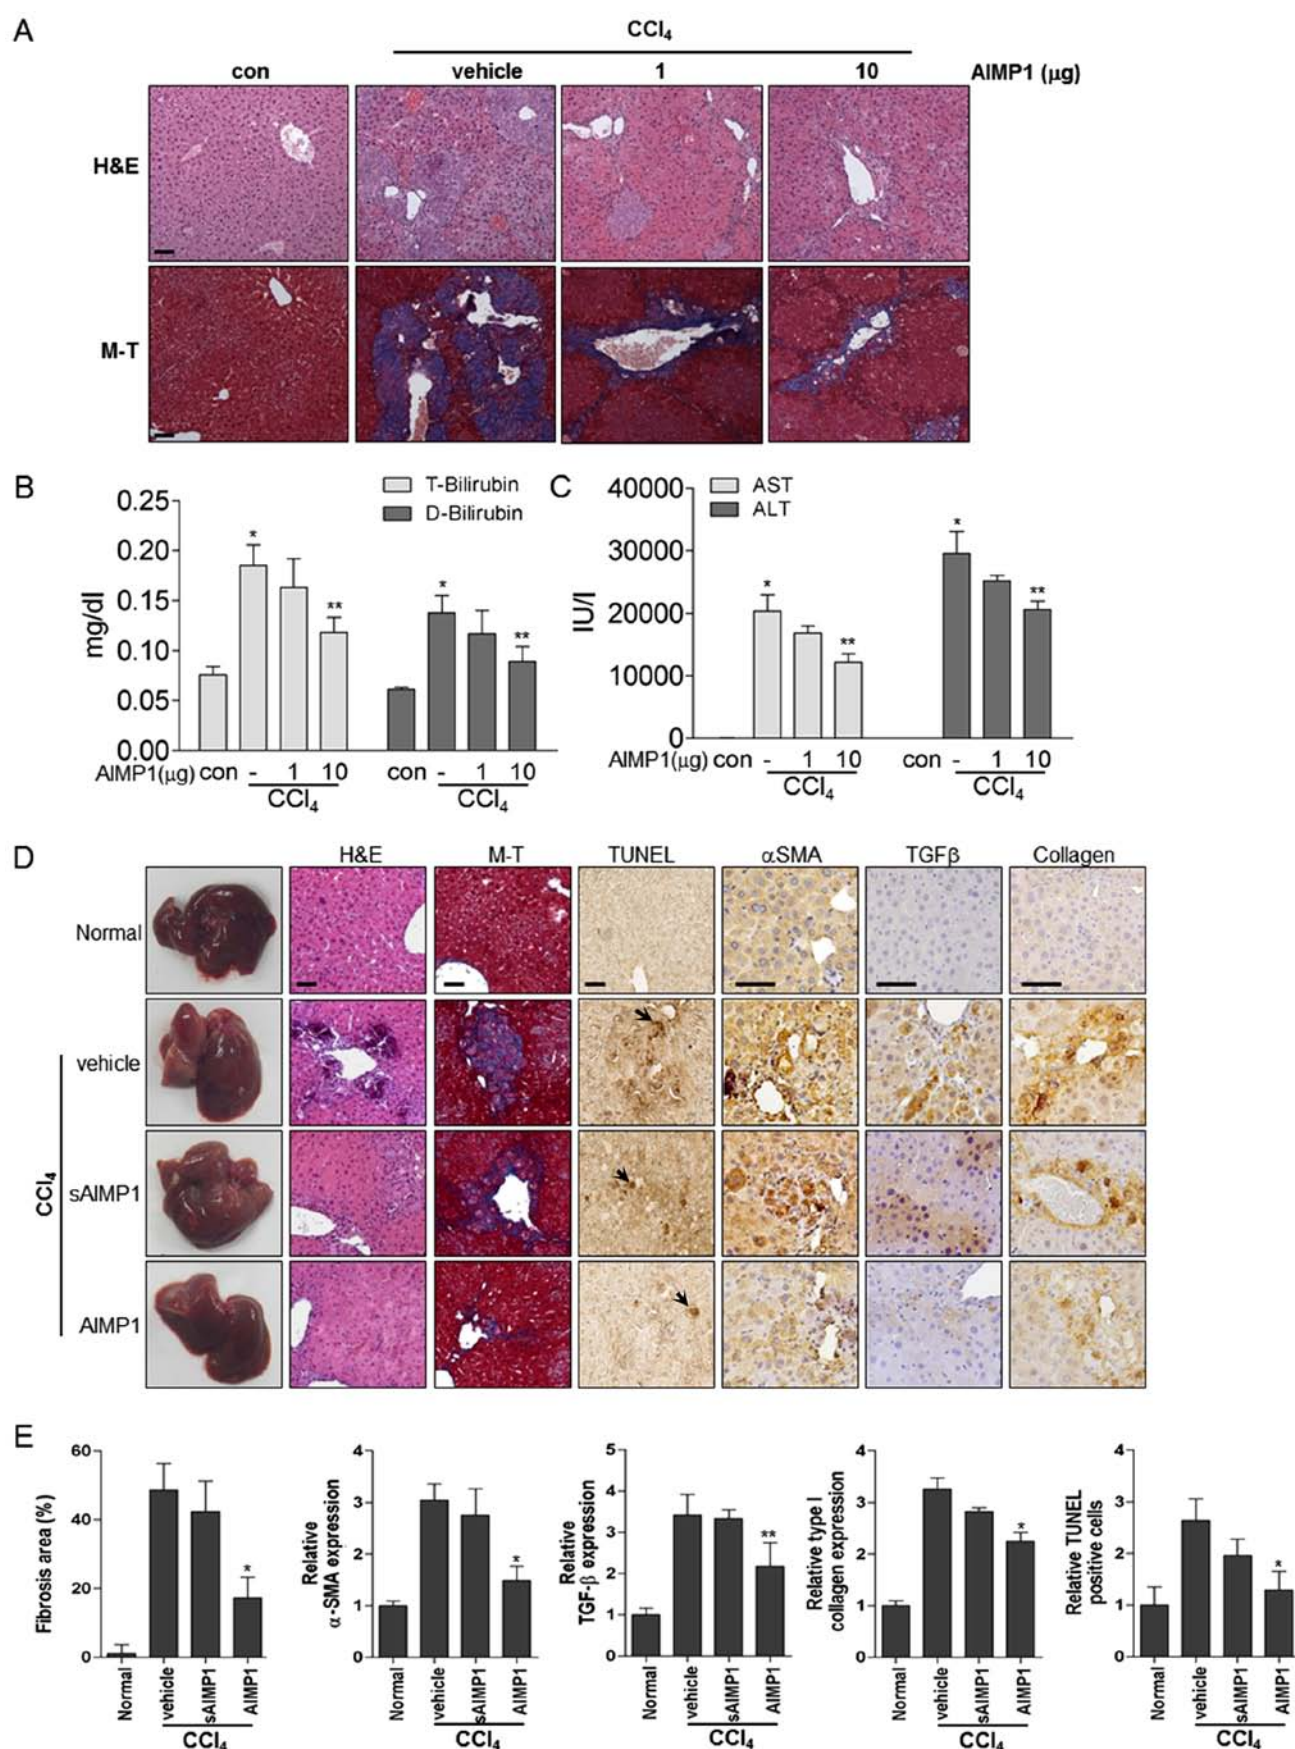 A
CCl4
con vehicle 1 10 AIMP1 (μg)
H&E
M-T
B
T-Bilirubin
D-Bilirubin
0.25
0.20
0.15
0.10
0.05
0.00
mg/dl
* ** * **
AIMP1(μg) con - 1 10 con - 1 10
CCl4 CCl4
C
AST
ALT
40000
30000
20000
10000
0
IU/l
* ** * **
AIMP1(μg) con - 1 10 con - 1 10
CCl4 CCl4
D
H&E M-T TUNEL αSMA TGFβ Collagen
Normal
vehicle
sAIMP1
AIMP1
CCl4
E
Fibrosis area (%)
60
40
20
0
*
Normal vehicle sAIMP1 AIMP1
CCl4
Relative
α-SMA expression
4
3
2
1
0
*
Normal vehicle sAIMP1 AIMP1
CCl4
Relative
TGF-β expression
5
4
3
2
1
0
**
Normal vehicle sAIMP1 AIMP1
CCl4
Relative type I
collagen expression
4
3
2
1
0
*
Normal vehicle sAIMP1 AIMP1
CCl4
Relative TUNEL
positive cells
4
3
2
1
0
*
Normal vehicle sAIMP1 AIMP1
CCl4